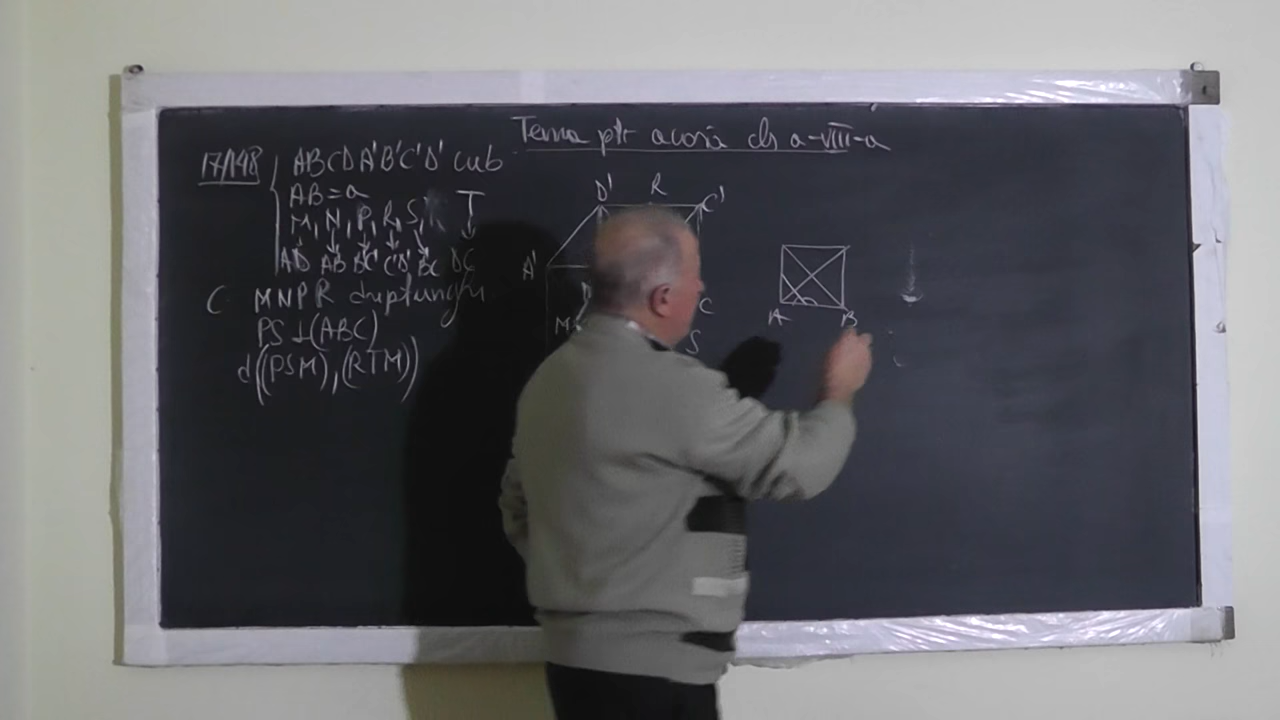 Tema ptr acasă cls a-VIII-a
17/148 ABCDA'B'C'D' cub
AB=a
M, N, P, R, S, T
↓ ↓ ↓ ↓ ↓ ↓
AD AB BC' C'D' BC DC
C. MNPR dreptunghi
PS⊥(ABC)
d((PSM),(RTM))
D' R C'
A'
C
M
S
A B